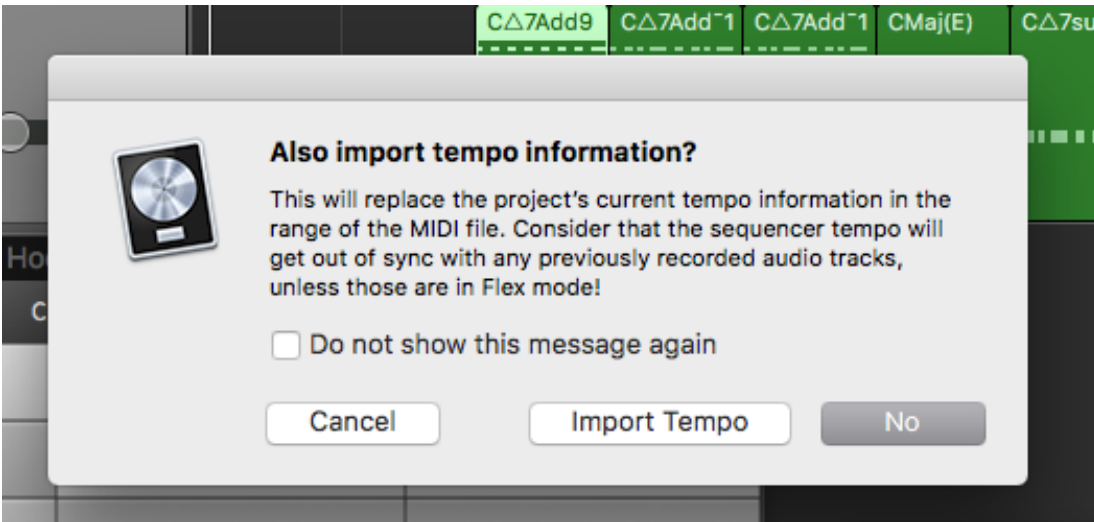 C△7Add9 C△7Add~1 C△7Add~1 CMaj(E) C△7su
Also import tempo information?
This will replace the project's current tempo information in the
range of the MIDI file. Consider that the sequencer tempo will
get out of sync with any previously recorded audio tracks,
unless those are in Flex mode!
Ho
C
Do not show this message again
Cancel Import Tempo No